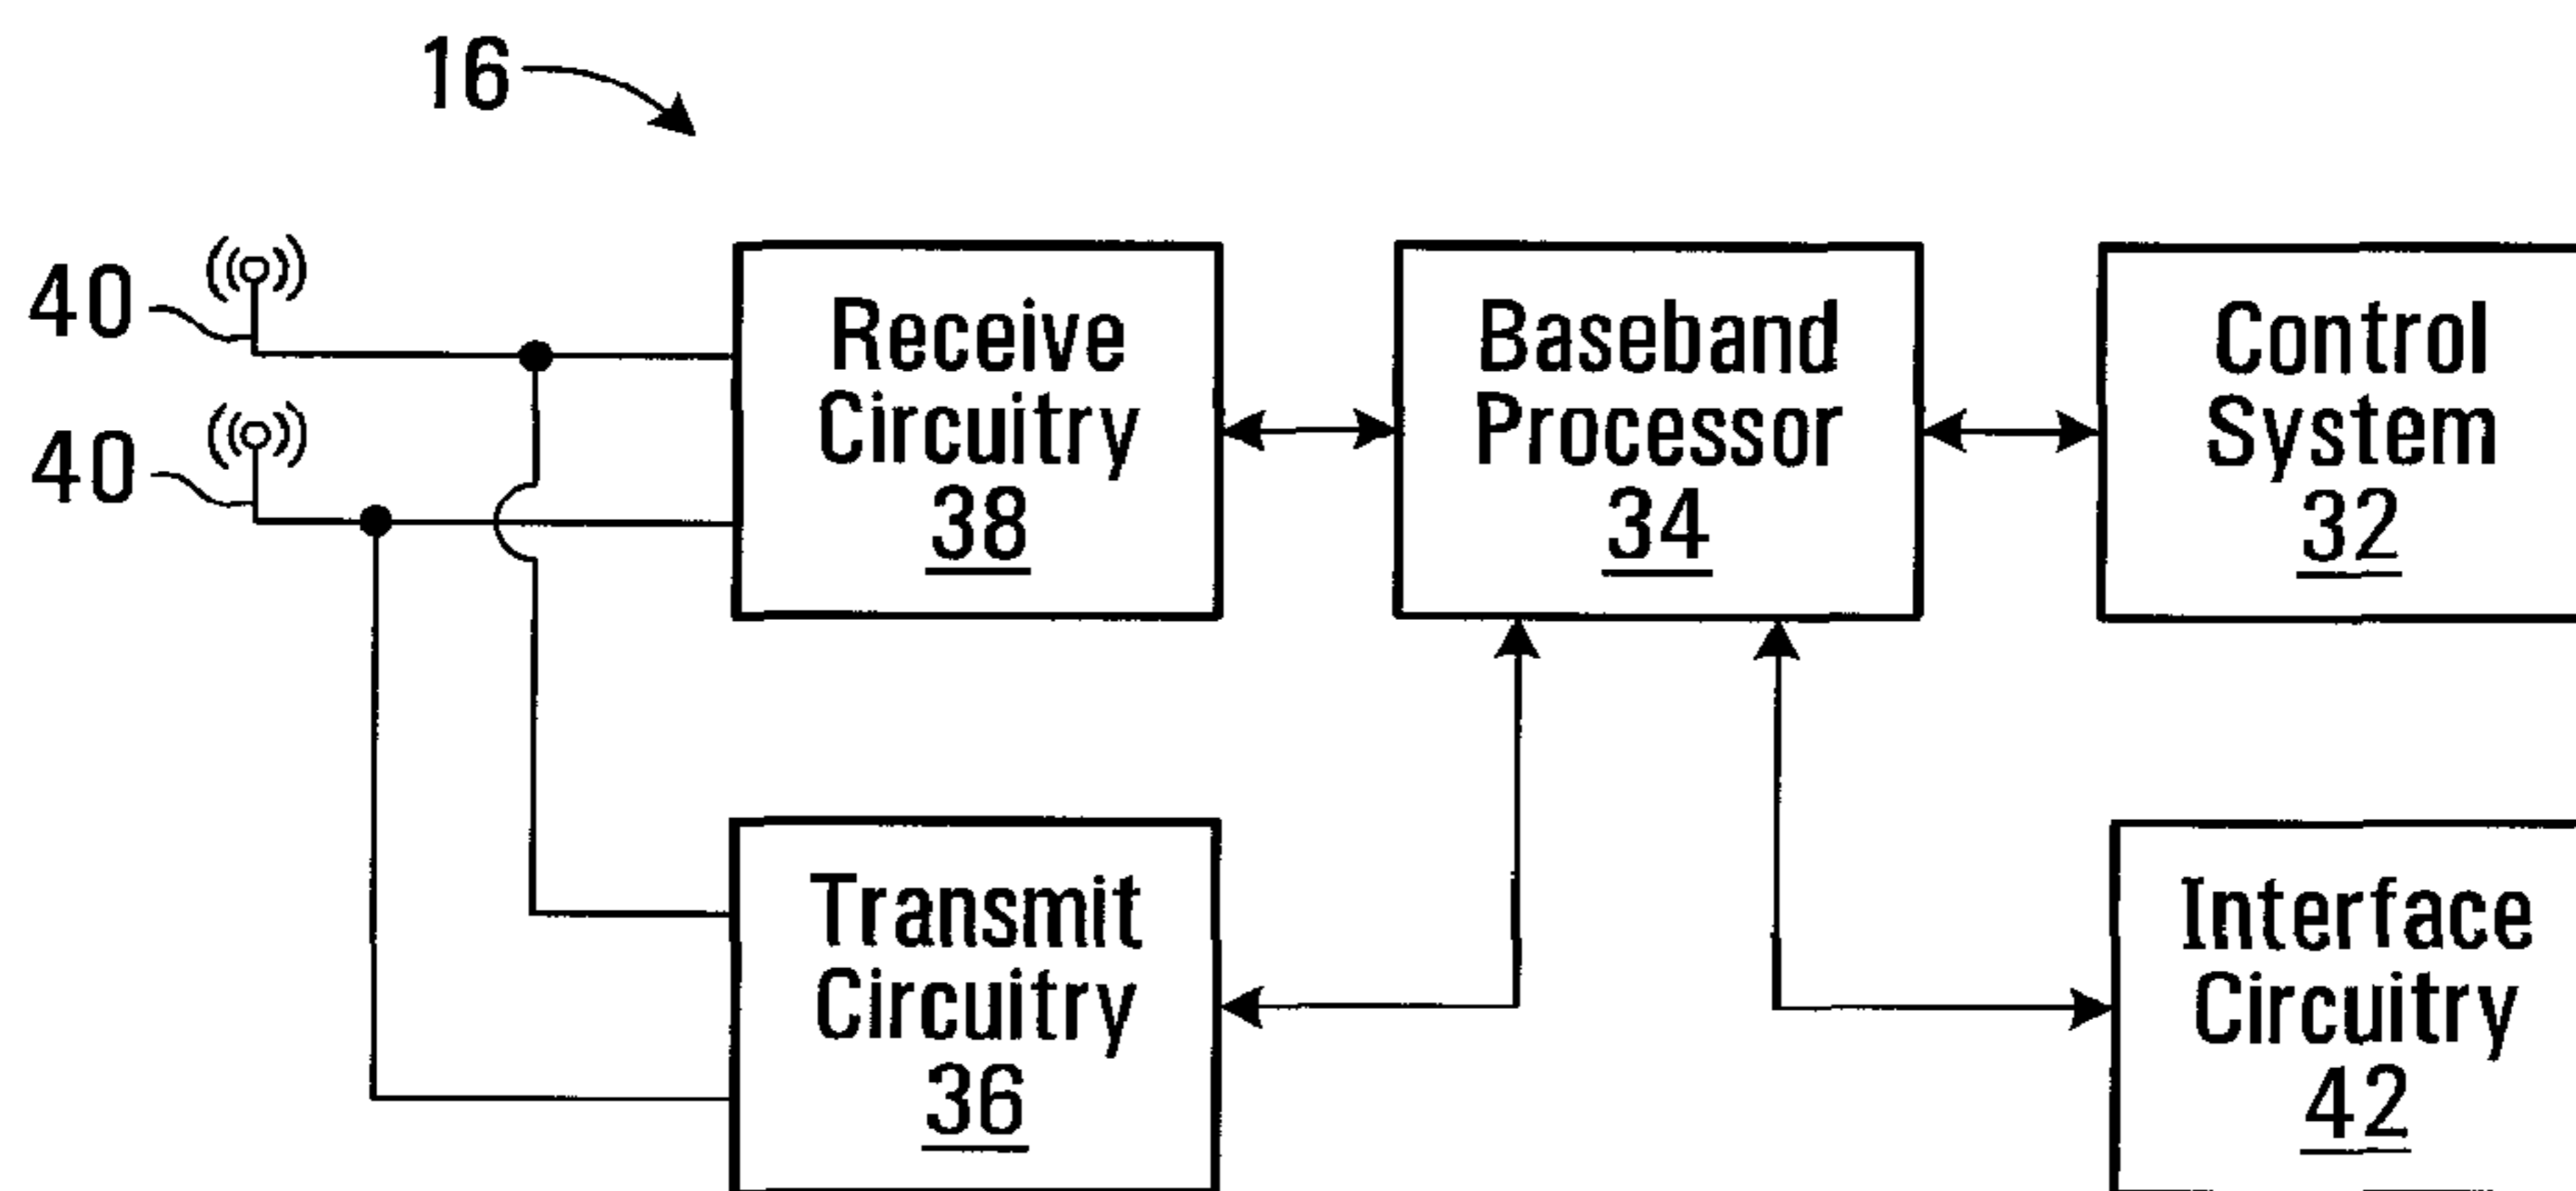 16
40
40
Receive
Circuitry
38
Baseband
Processor
34
Control
System
32
Transmit
Circuitry
36
Interface
Circuitry
42